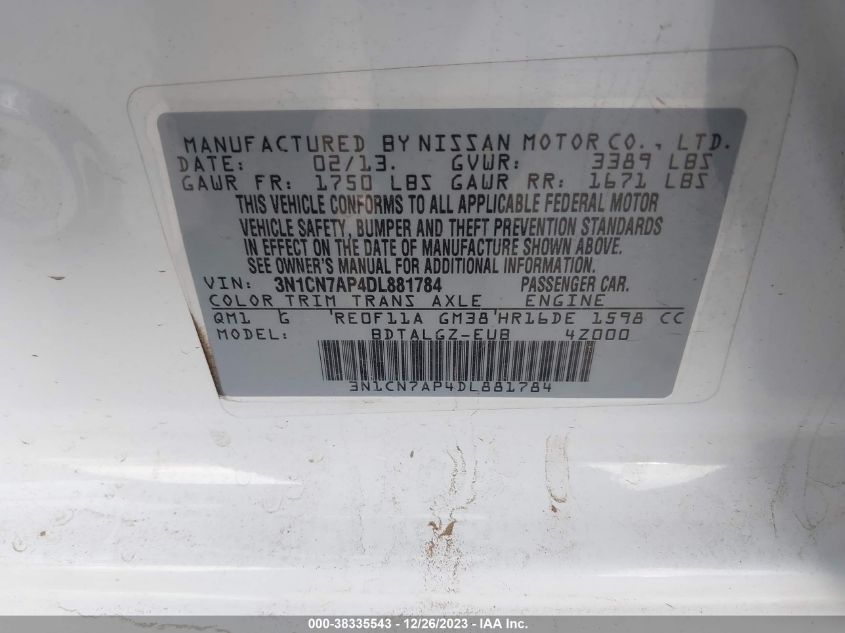 MANUFACTURED BY NISSAN MOTOR CO., LTD.
DATE: 02/13. GVWR: 3389 LBS
GAWR FR: 1750 LBS GAWR RR: 1671 LBS
THIS VEHICLE CONFORMS TO ALL APPLICABLE FEDERAL MOTOR
VEHICLE SAFETY, BUMPER AND THEFT PREVENTION STANDARDS
IN EFFECT ON THE DATE OF MANUFACTURE SHOWN ABOVE.
SEE OWNER'S MANUAL FOR ADDITIONAL INFORMATION.
VIN: 3N1CN7AP4DL881784 PASSENGER CAR.
COLOR TRIM TRANS AXLE ENGINE
QM1 G RE0F11A GM38 HR16DE 1598 CC
MODEL: BDTALGZ-EUB 4Z000
3N1CN7AP4DL881784
000-38335543 - 12/26/2023 - IAA Inc.